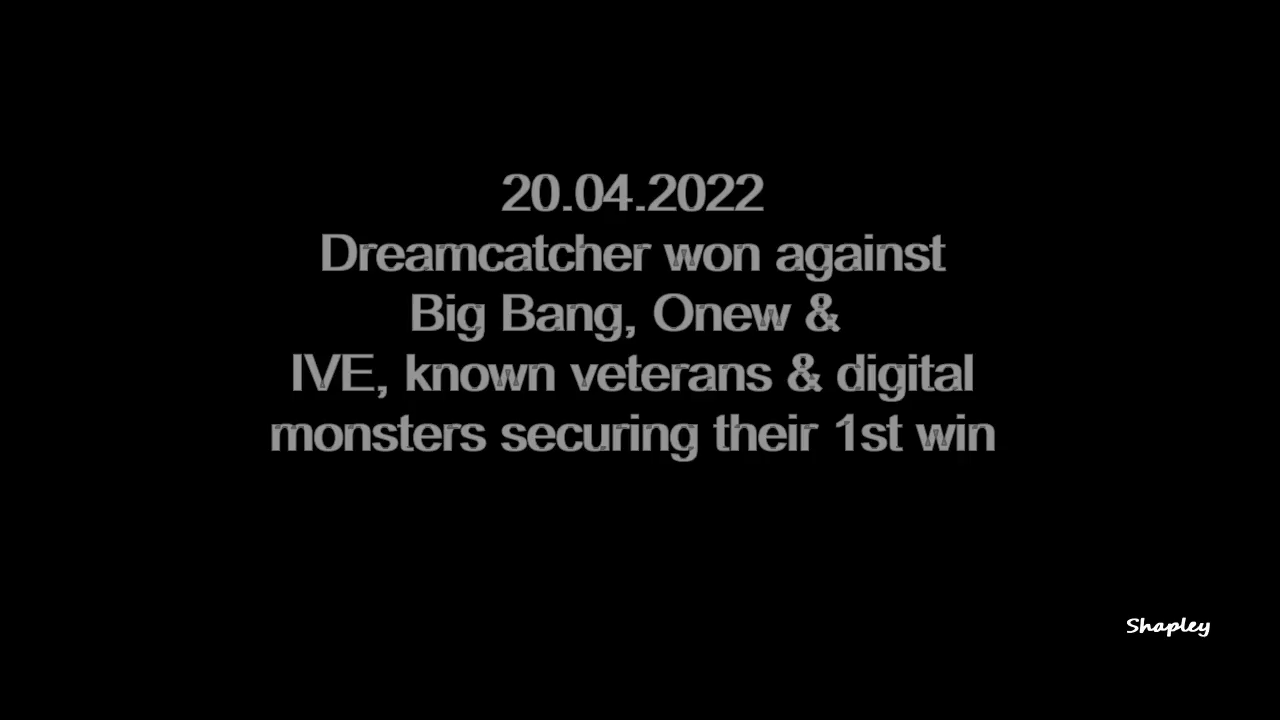 20.04.2022
Dreamcatcher won against
Big Bang, Onew &
IVE, known veterans & digital
monsters securing their 1st win
Shapley